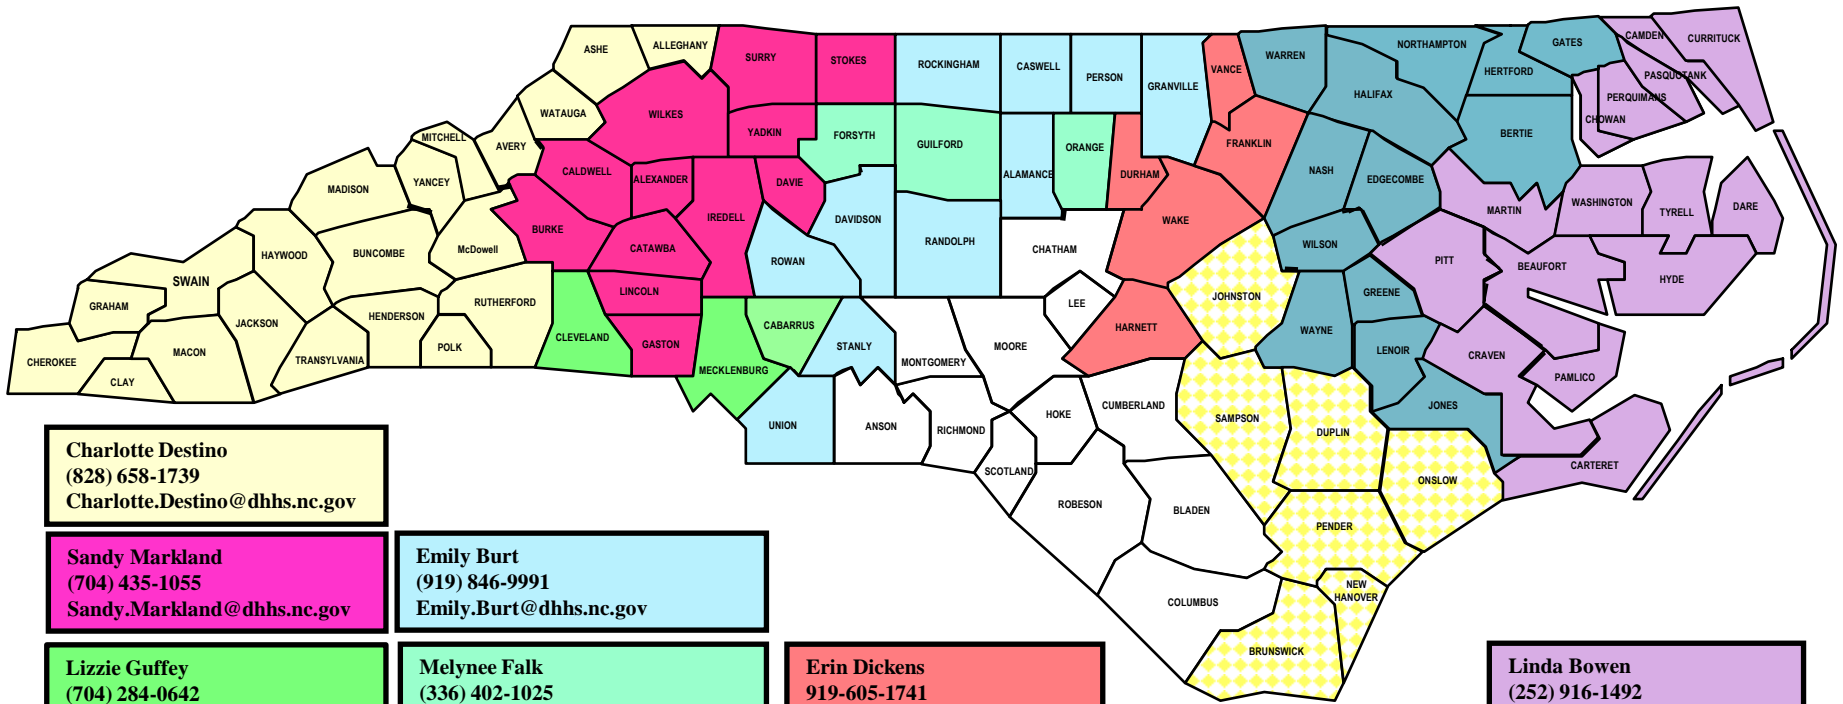 ASHE
ALLEGHANY
SURRY
STOKES
ROCKINGHAM
CASWELL
PERSON
GRANVILLE
VANCE
WARREN
NORTHAMPTON
GATES
CAMDEN
CURRITUCK
HERTFORD
PASQUOTANK
HALIFAX
PERQUIMANS
CHOWAN
WATAUGA
WILKES
YADKIN
FORSYTH
GUILFORD
ORANGE
FRANKLIN
BERTIE
MITCHELL
AVERY
CALDWELL
ALEXANDER
DAVIE
ALAMANCE
DURHAM
NASH
EDGECOMBE
MADISON
YANCEY
IREDELL
DAVIDSON
WAKE
MARTIN
WASHINGTON
TYRELL
DARE
BURKE
CATAWBA
RANDOLPH
CHATHAM
WILSON
HAYWOOD
BUNCOMBE
McDowell
ROWAN
PITT
BEAUFORT
HYDE
SWAIN
GRAHAM
RUTHERFORD
LINCOLN
LEE
JOHNSTON
GREENE
JACKSON
HENDERSON
CABARRUS
HARNETT
WAYNE
CLEVELAND
GASTON
STANLY
MOORE
LENOIR
CRAVEN
CHEROKEE
MACON
TRANSYLVANIA
POLK
MECKLENBURG
MONTGOMERY
PAMLICO
CLAY
CUMBERLAND
JONES
UNION
ANSON
RICHMOND
HOKE
SAMPSON
DUPLIN
SCOTLAND
CARTERET
ONSLOW
ROBESON
BLADEN
PENDER
COLUMBUS
NEW
HANOVER
BRUNSWICK
Charlotte Destino
(828) 658-1739
Charlotte.Destino@dhhs.nc.gov
Sandy Markland
(704) 435-1055
Sandy.Markland@dhhs.nc.gov
Emily Burt
(919) 846-9991
Emily.Burt@dhhs.nc.gov
Lizzie Guffey
(704) 284-0642
Melynee Falk
(336) 402-1025
Erin Dickens
919-605-1741
Linda Bowen
(252) 916-1492